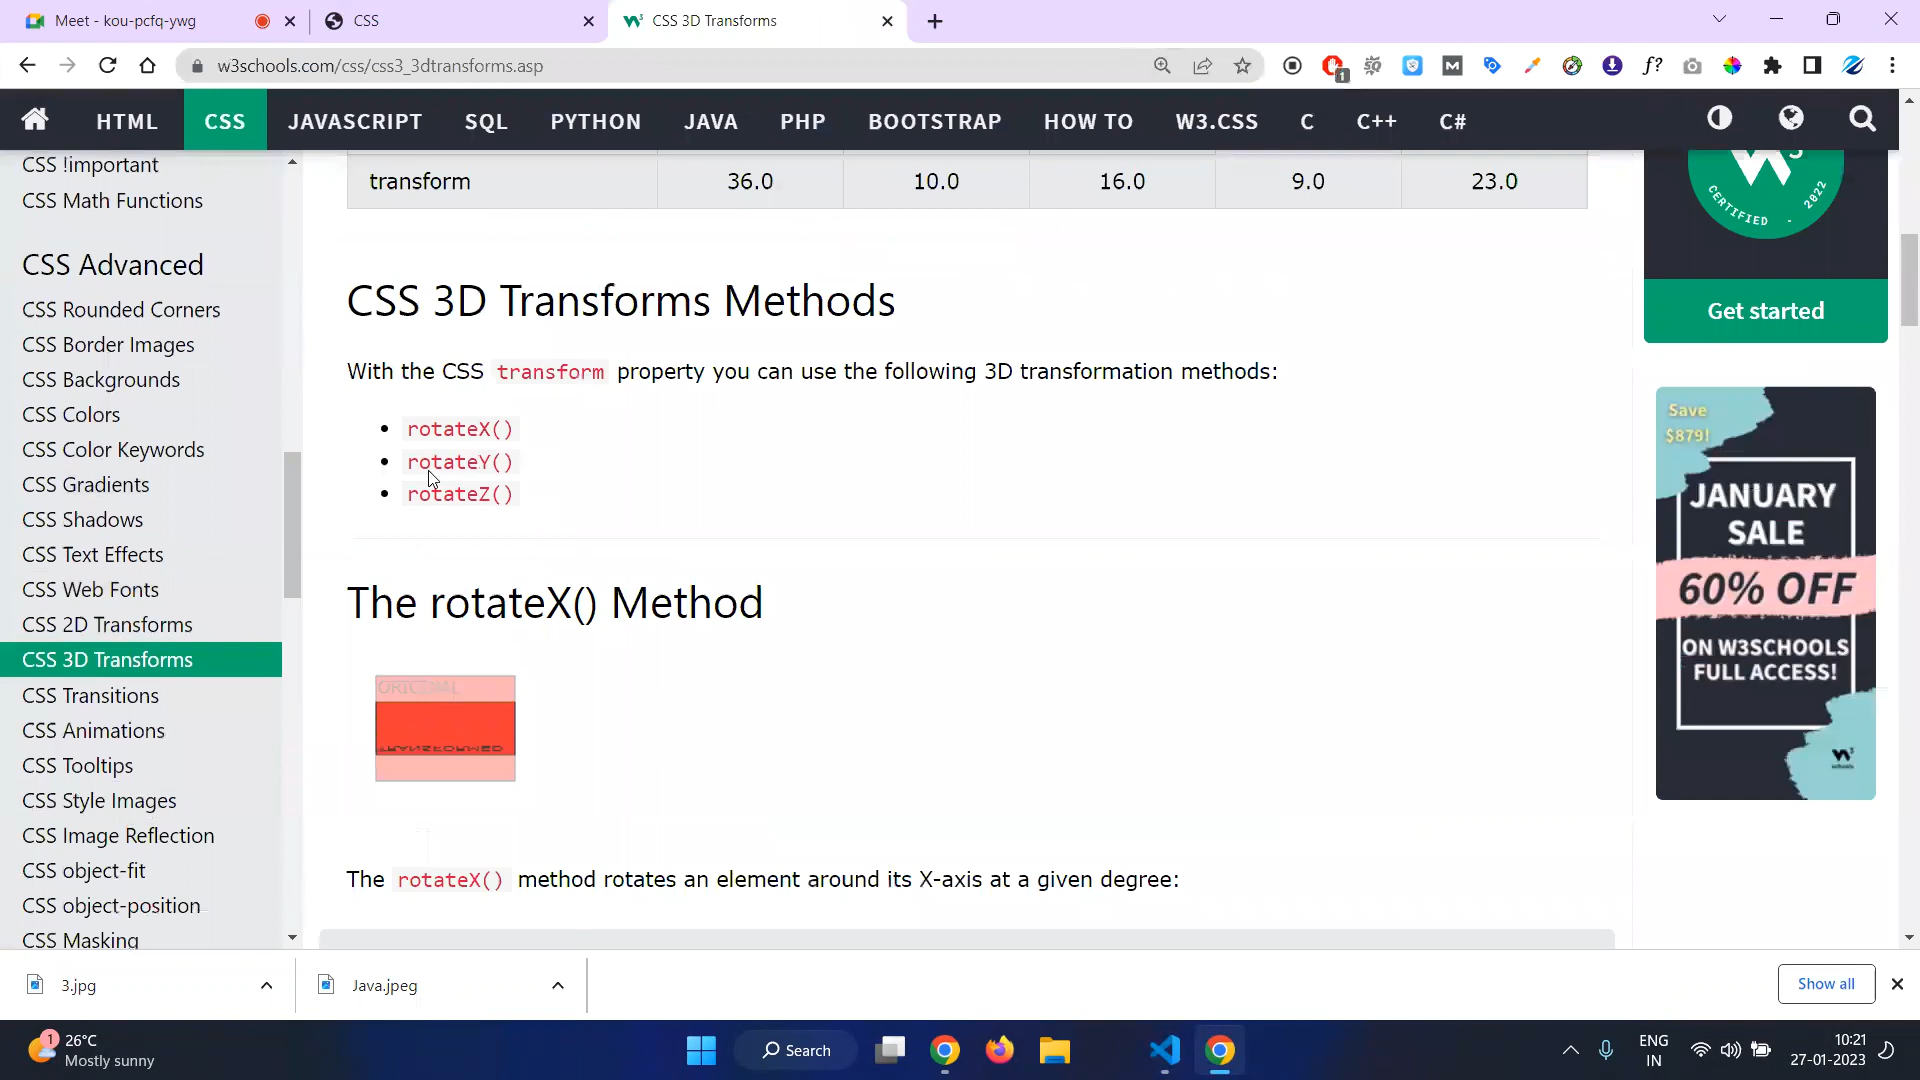 Meet - kou-pcfq-ywg
CSS
CSS 3D Transforms
w3schools.com/css/css3_3dtransforms.asp
1
f?
HTML
CSS
JAVASCRIPT
SQL
PYTHON
JAVA
PHP
BOOTSTRAP
HOW TO
W3.CSS
C
C++
C#
CSS !important
CSS Math Functions
CSS Advanced
CSS Rounded Corners
CSS Border Images
CSS Backgrounds
CSS Colors
CSS Color Keywords
CSS Gradients
CSS Shadows
CSS Text Effects
CSS Web Fonts
CSS 2D Transforms
CSS 3D Transforms
CSS Transitions
CSS Animations
CSS Tooltips
CSS Style Images
CSS Image Reflection
CSS object-fit
CSS object-position
CSS Masking
transform 36.0 10.0 16.0 9.0 23.0
CSS 3D Transforms Methods
With the CSS transform property you can use the following 3D transformation methods:
• rotateX()
• rotateY()
• rotateZ()
The rotateX() Method
ORIGINAL
TRANSFORMED
The rotateX() method rotates an element around its X-axis at a given degree:
CERTIFIED - 2022
Get started
Save
$879!
JANUARY
SALE
60% OFF
ON W3SCHOOLS
FULL ACCESS!
3.jpg
Java.jpeg
Show all
1
26°C
Mostly sunny
Search
ENG
IN
10:21
27-01-2023